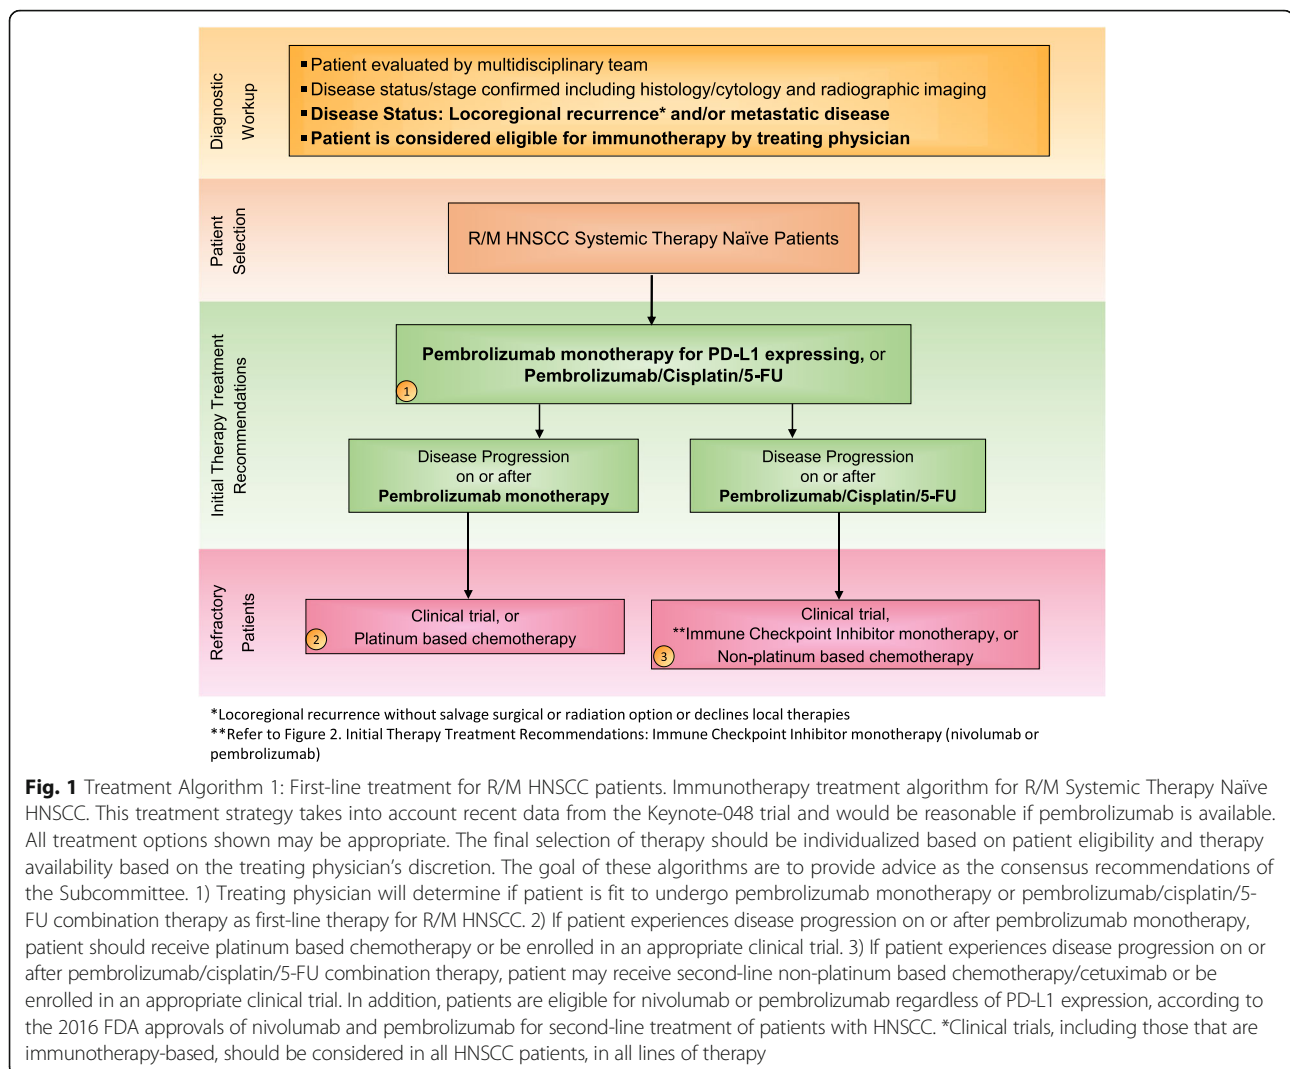 Diagnostic
Workup
▪Patient evaluated by multidisciplinary team
▪Disease status/stage confirmed including histology/cytology and radiographic imaging
▪Disease Status: Locoregional recurrence* and/or metastatic disease
▪Patient is considered eligible for immunotherapy by treating physician
Patient
Selection
R/M HNSCC Systemic Therapy Naïve Patients
Initial Therapy Treatment
Recommendations
Pembrolizumab monotherapy for PD-L1 expressing, or
Pembrolizumab/Cisplatin/5-FU
1
Disease Progression
on or after
Pembrolizumab monotherapy
Disease Progression
on or after
Pembrolizumab/Cisplatin/5-FU
Refractory
Patients
Clinical trial, or
Platinum based chemotherapy
2
Clinical trial,
**Immune Checkpoint Inhibitor monotherapy, or
Non-platinum based chemotherapy
3
*Locoregional recurrence without salvage surgical or radiation option or declines local therapies
**Refer to Figure 2. Initial Therapy Treatment Recommendations: Immune Checkpoint Inhibitor monotherapy (nivolumab or
pembrolizumab)
Fig. 1 Treatment Algorithm 1: First-line treatment for R/M HNSCC patients. Immunotherapy treatment algorithm for R/M Systemic Therapy Naïve
HNSCC. This treatment strategy takes into account recent data from the Keynote-048 trial and would be reasonable if pembrolizumab is available.
All treatment options shown may be appropriate. The final selection of therapy should be individualized based on patient eligibility and therapy
availability based on the treating physician's discretion. The goal of these algorithms are to provide advice as the consensus recommendations of
the Subcommittee. 1) Treating physician will determine if patient is fit to undergo pembrolizumab monotherapy or pembrolizumab/cisplatin/5-
FU combination therapy as first-line therapy for R/M HNSCC. 2) If patient experiences disease progression on or after pembrolizumab monotherapy,
patient should receive platinum based chemotherapy or be enrolled in an appropriate clinical trial. 3) If patient experiences disease progression on or
after pembrolizumab/cisplatin/5-FU combination therapy, patient may receive second-line non-platinum based chemotherapy/cetuximab or be
enrolled in an appropriate clinical trial. In addition, patients are eligible for nivolumab or pembrolizumab regardless of PD-L1 expression, according to
the 2016 FDA approvals of nivolumab and pembrolizumab for second-line treatment of patients with HNSCC. *Clinical trials, including those that are
immunotherapy-based, should be considered in all HNSCC patients, in all lines of therapy